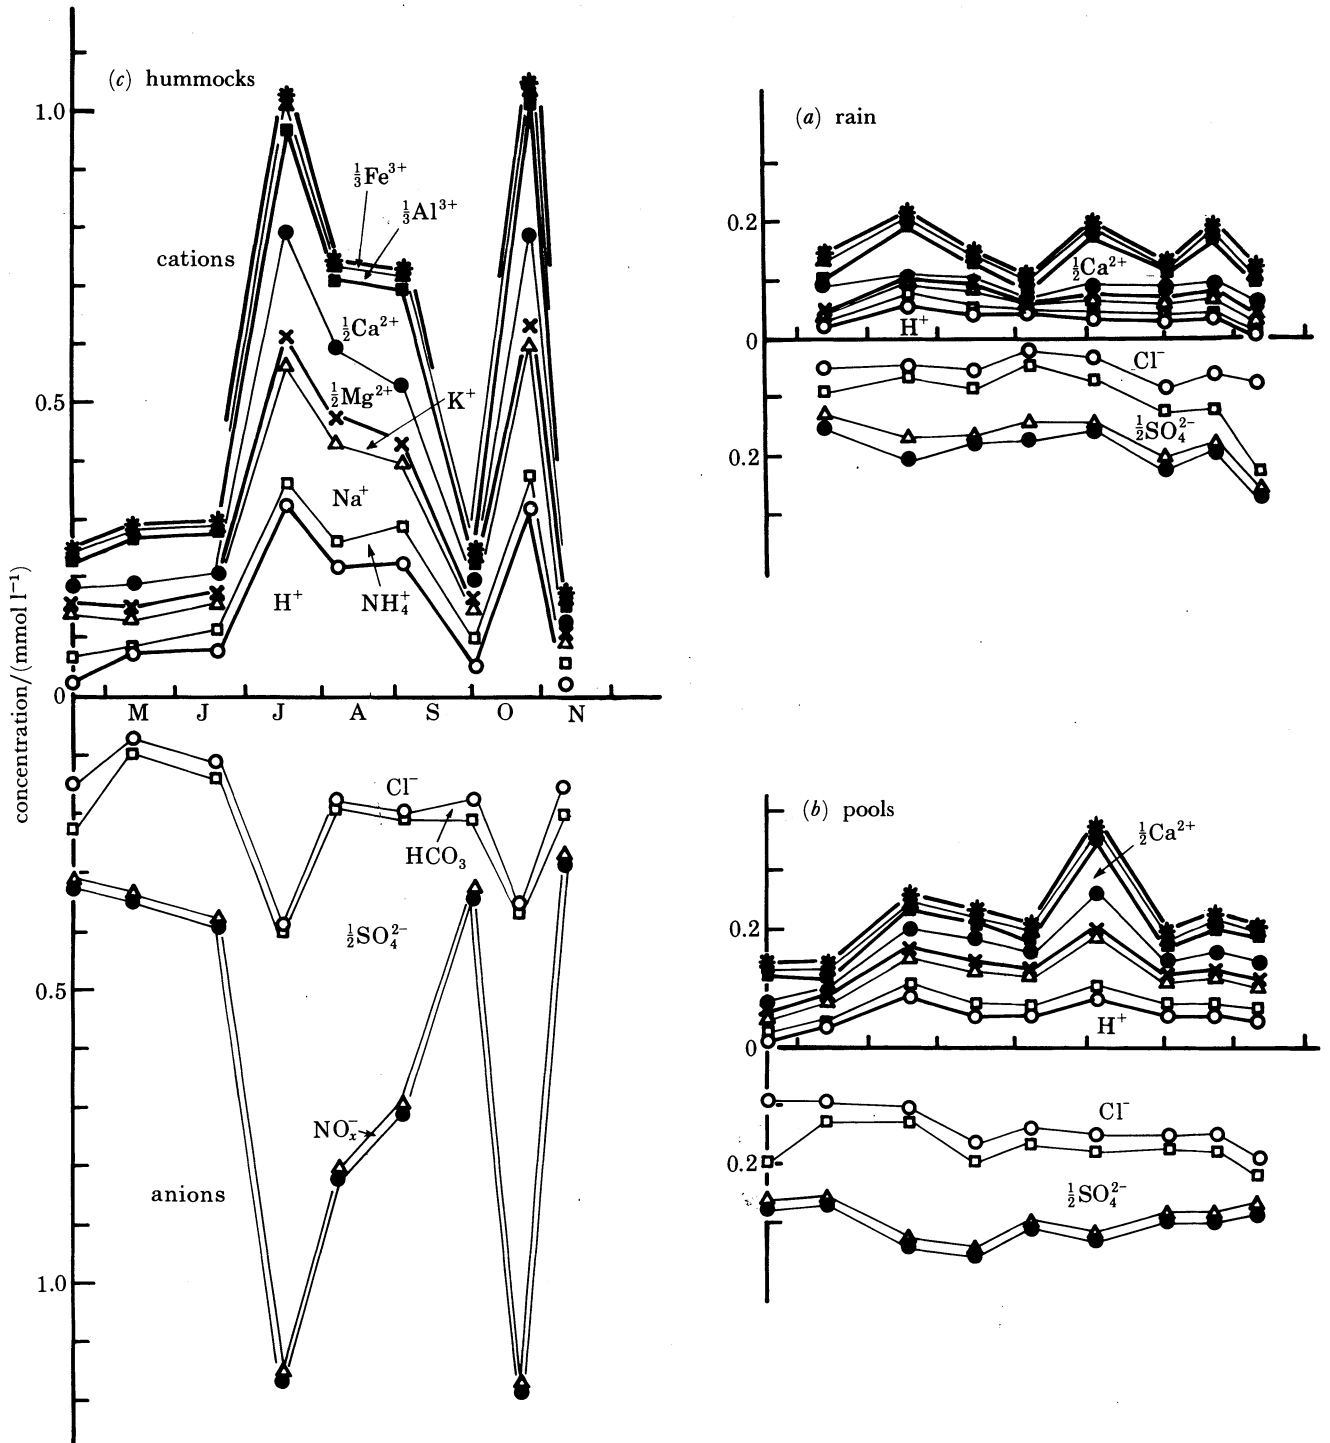 (c) hummocks
1.0
⅓Fe³⁺
⅓Al³⁺
cations
½Ca²⁺
½Mg²⁺
K⁺
0.5
Na⁺
H⁺
NH₄⁺
concentration/(mmol l⁻¹)
0
M J J A S O N
Cl⁻
HCO₃
½SO₄²⁻
0.5
NOₓ⁻
anions
1.0
(a) rain
0.2
½Ca²⁺
H⁺
0
Cl⁻
½SO₄²⁻
0.2
(b) pools
½Ca²⁺
0.2
H⁺
0
Cl⁻
0.2
½SO₄²⁻